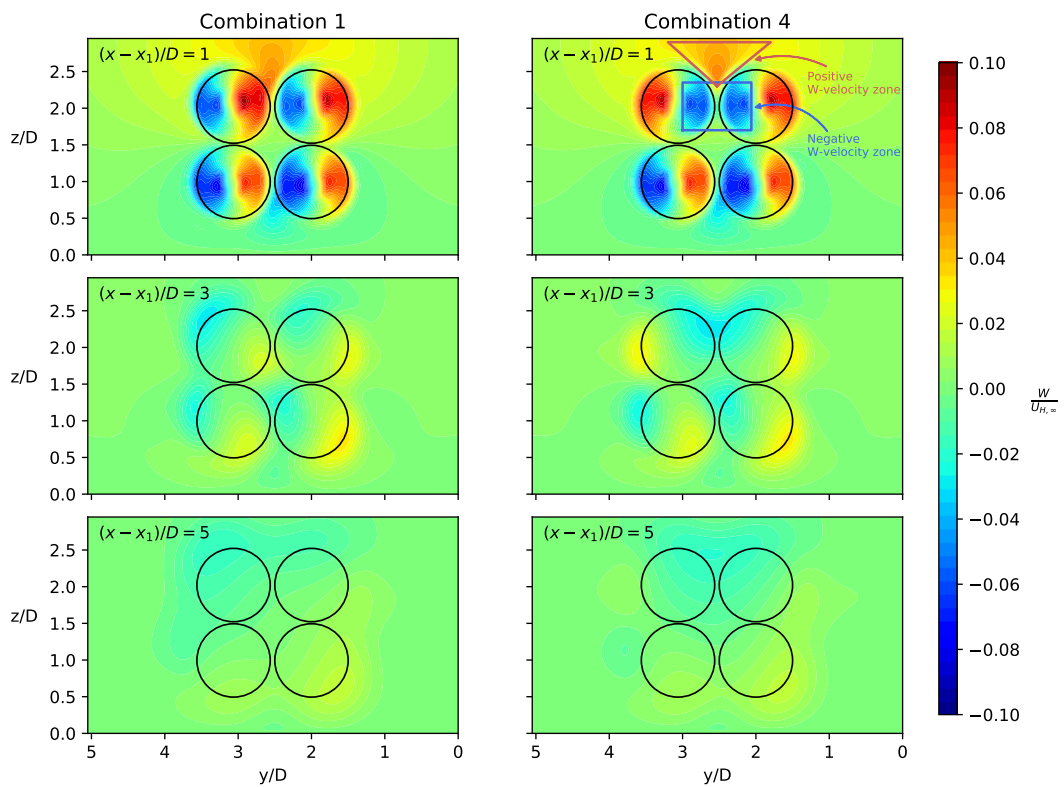 Combination 1
Combination 4
(x − x₁)/D = 1
(x − x₁)/D = 1
Positive
W-velocity zone
Negative
W-velocity zone
z/D
2.5
2.0
1.5
1.0
0.5
0.0
(x − x₁)/D = 3
(x − x₁)/D = 3
z/D
2.5
2.0
1.5
1.0
0.5
0.0
(x − x₁)/D = 5
(x − x₁)/D = 5
z/D
2.5
2.0
1.5
1.0
0.5
0.0
5 4 3 2 1 0
5 4 3 2 1 0
y/D
y/D
0.10
0.08
0.06
0.04
0.02
0.00
−0.02
−0.04
−0.06
−0.08
−0.10
W
U_{H,∞}